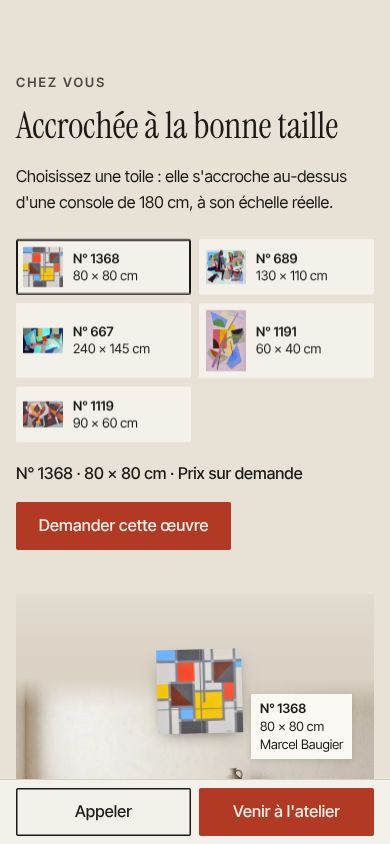 CHEZ VOUS
Accrochée à la bonne taille
Choisissez une toile : elle s'accroche au-dessus
d'une console de 180 cm, à son échelle réelle.
N° 1368
80 × 80 cm
N° 689
130 × 110 cm
N° 667
240 × 145 cm
N° 1191
60 × 40 cm
N° 1119
90 × 60 cm
N° 1368 · 80 × 80 cm · Prix sur demande
Demander cette œuvre
N° 1368
80 × 80 cm
Marcel Baugier
Appeler
Venir à l'atelier